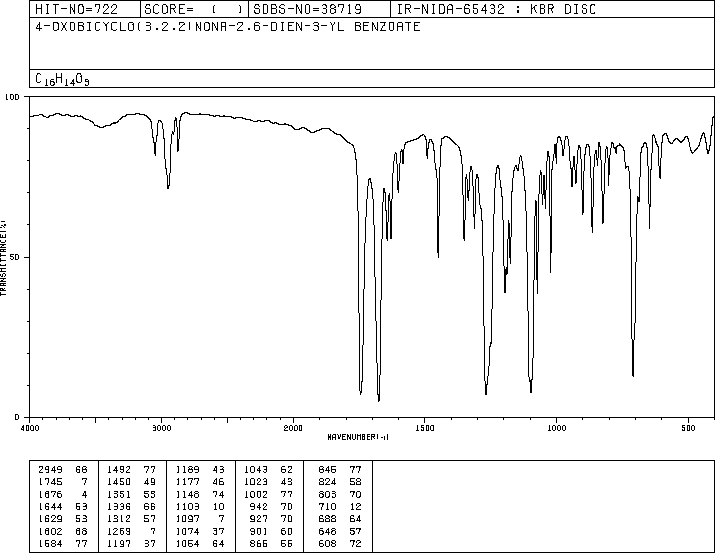 HIT-NO=722 SCORE= ( ) SDBS-NO=38719 IR-NIDA-65432 : KBR DISC
4-OXOBICYCLO(3.2.2)NONA-2.6-DIEN-3-YL BENZOATE
C16H14O3
100
50
0
TRANSMITTANCE(%)
4000 3000 2000 1500 1000 500
WAVENUMBER(-1)
2949 68 1492 77 1189 43 1043 62 845 77
1745 7 1450 49 1177 46 1023 43 824 58
1676 4 1351 55 1148 74 1002 77 803 70
1644 53 1336 66 1103 10 942 70 710 12
1629 53 1312 57 1097 7 927 70 688 64
1602 68 1269 7 1074 37 901 60 648 57
1584 77 1197 37 1054 64 866 55 608 72